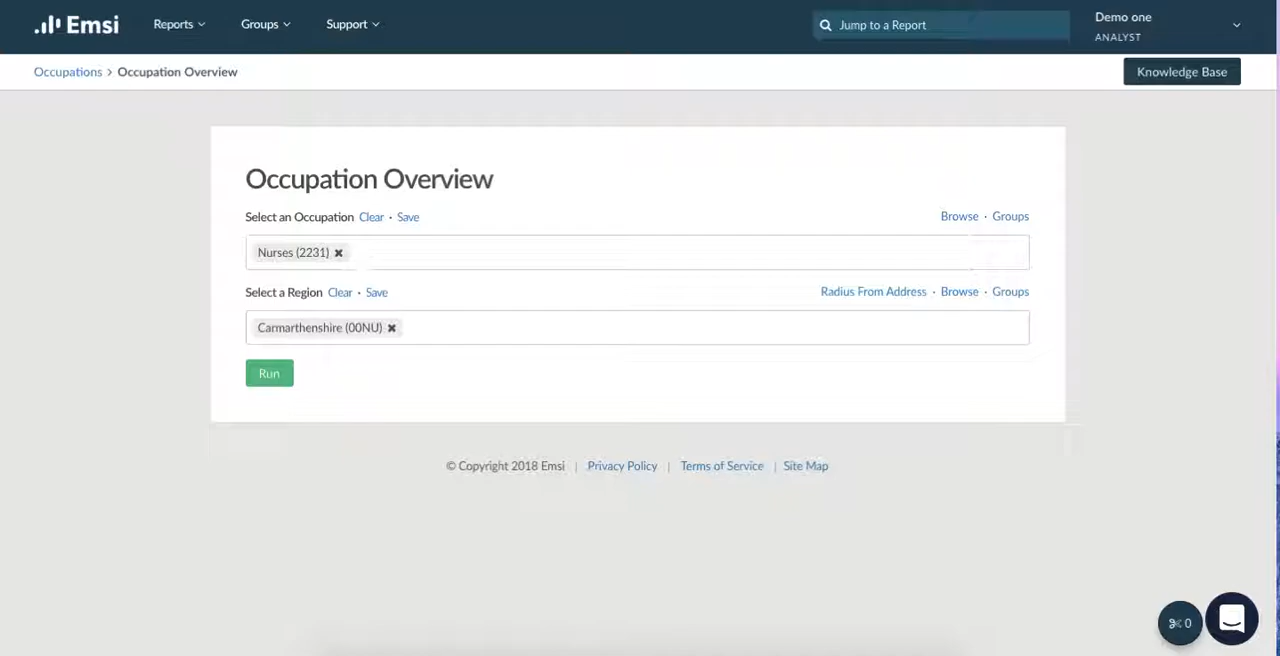 Emsi Reports Groups Support Jump to a Report Demo one
ANALYST
Occupations > Occupation Overview Knowledge Base
Occupation Overview
Select an Occupation Clear · Save Browse · Groups
Nurses (2231) ✖
Select a Region Clear · Save Radius From Address · Browse · Groups
Carmarthenshire (00NU) ✖
Run
© Copyright 2018 Emsi | Privacy Policy | Terms of Service | Site Map
0